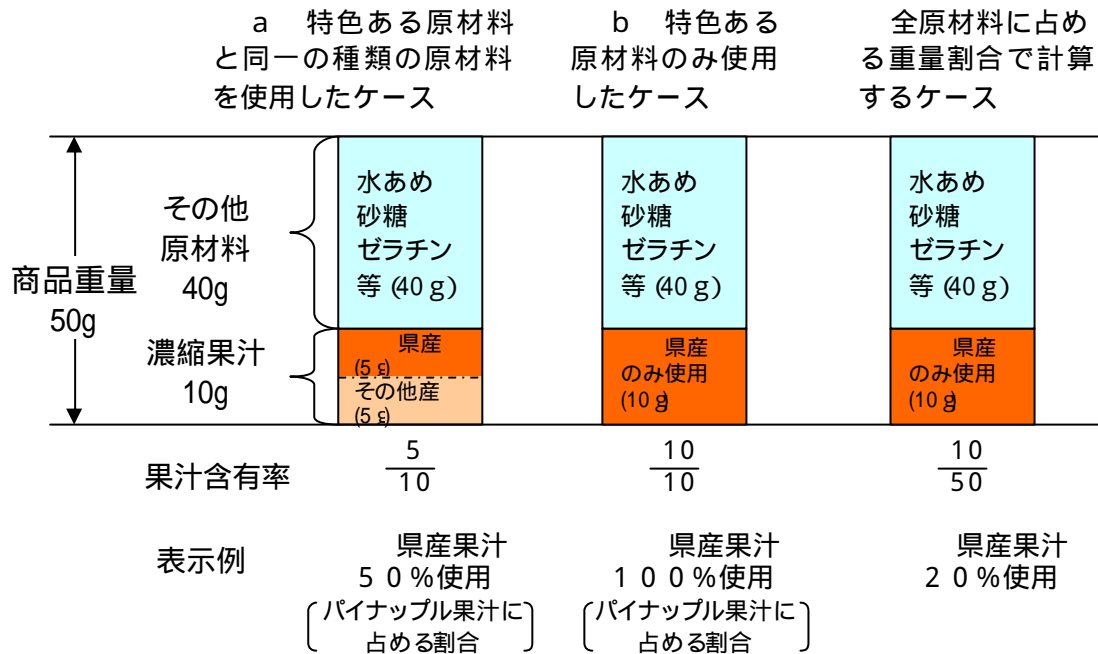 a 特色ある原材料
と同一の種類の原材料
を使用したケース
b 特色ある
原材料のみ使用
したケース
全原材料に占め
る重量割合で計算
するケース
商品重量
50g
その他
原材料
40g
濃縮果汁
10g
水あめ
砂糖
ゼラチン
等(40g)
県産
(5g)
その他産
(5g)
水あめ
砂糖
ゼラチン
等(40g)
県産
のみ使用
(10g)
水あめ
砂糖
ゼラチン
等(40g)
県産
のみ使用
(10g)
果汁含有率
5
10
10
10
10
50
表示例
県産果汁
50%使用
パイナップル果汁に
占める割合
県産果汁
100%使用
パイナップル果汁に
占める割合
県産果汁
20%使用